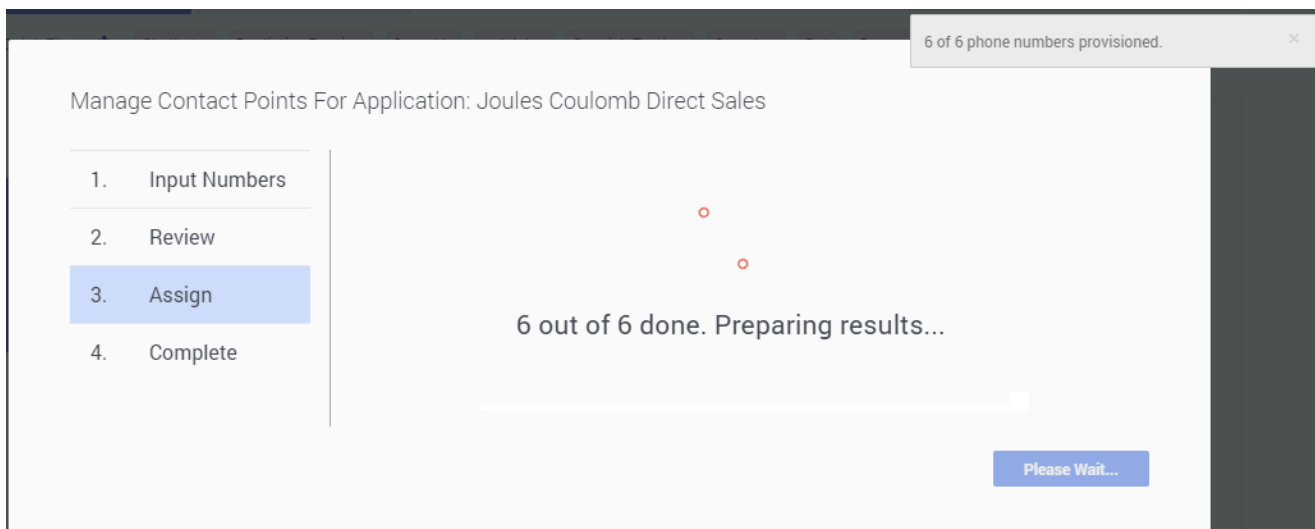 6 of 6 phone numbers provisioned.
×
Manage Contact Points For Application: Joules Coulomb Direct Sales
1. Input Numbers
2. Review
3. Assign
4. Complete
6 out of 6 done. Preparing results...
Please Wait...